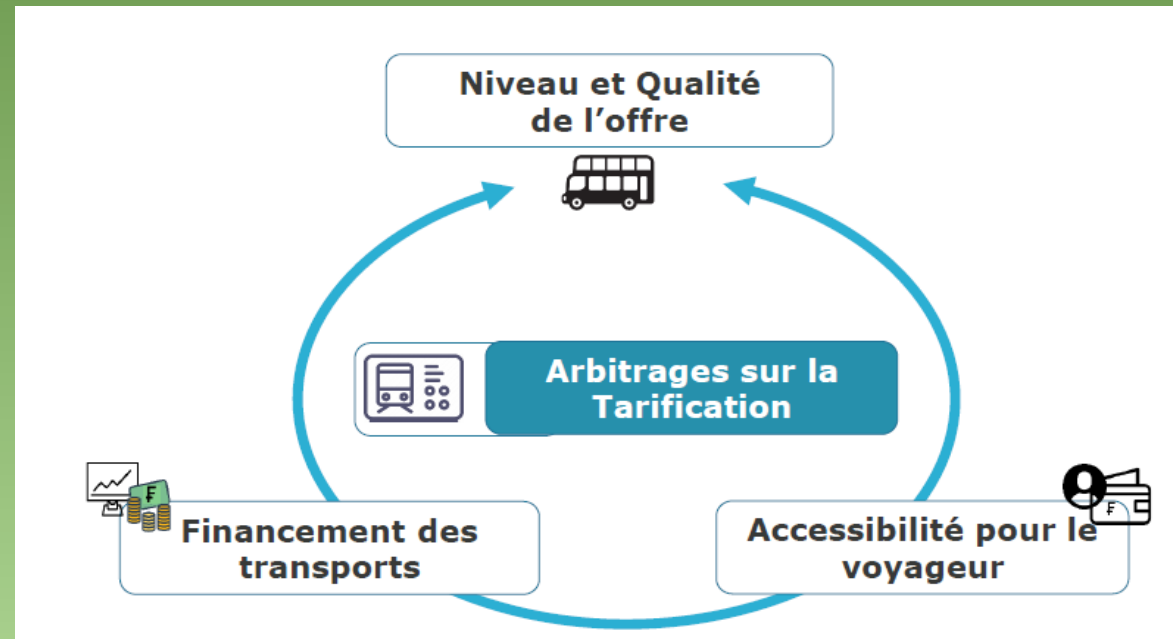 Niveau et Qualité
de l’offre
Arbitrages sur la
Tarification
₣
Financement des
transports
₣
Accessibilité pour le
voyageur